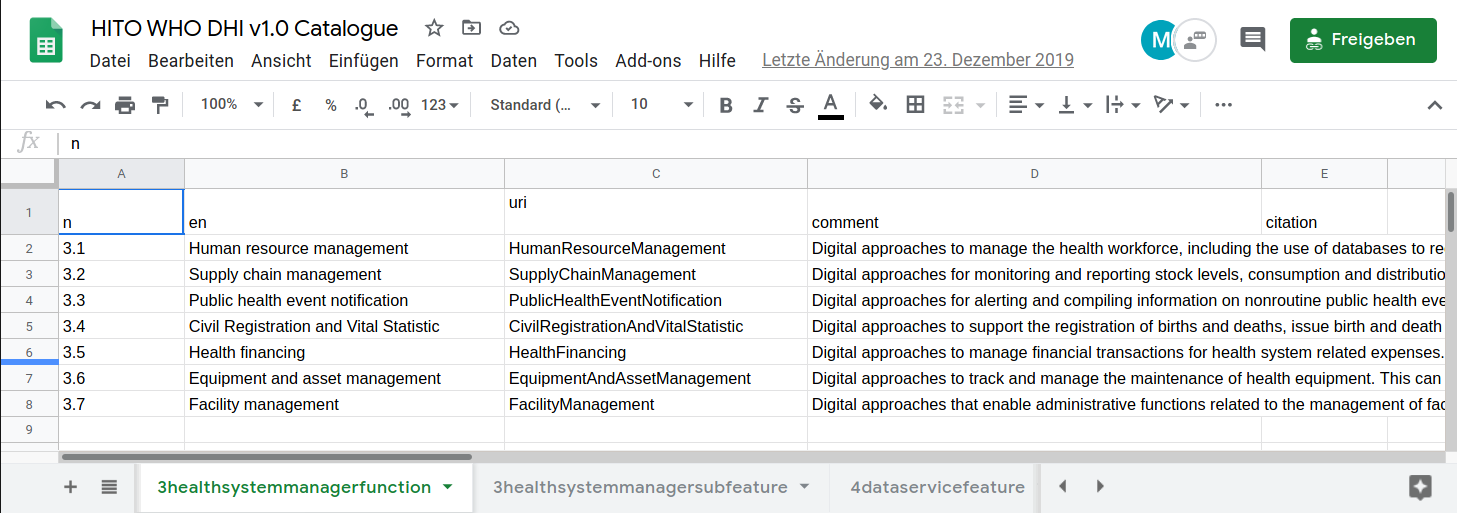 HITO WHO DHI v1.0 Catalogue
Datei Bearbeiten Ansicht Einfügen Format Daten Tools Add-ons Hilfe Letzte Änderung am 23. Dezember 2019
M
Freigeben
100% £ % .0 .00 123 Standard (... 10 B I S A
fx n
A B C D E
1 n en uri comment citation
2 3.1 Human resource management HumanResourceManagement Digital approaches to manage the health workforce, including the use of databases to re
3 3.2 Supply chain management SupplyChainManagement Digital approaches for monitoring and reporting stock levels, consumption and distributio
4 3.3 Public health event notification PublicHealthEventNotification Digital approaches for alerting and compiling information on nonroutine public health eve
5 3.4 Civil Registration and Vital Statistic CivilRegistrationAndVitalStatistic Digital approaches to support the registration of births and deaths, issue birth and death
6 3.5 Health financing HealthFinancing Digital approaches to manage financial transactions for health system related expenses.
7 3.6 Equipment and asset management EquipmentAndAssetManagement Digital approaches to track and manage the maintenance of health equipment. This can
8 3.7 Facility management FacilityManagement Digital approaches that enable administrative functions related to the management of fac
9
3healthsystemmanagerfunction 3healthsystemmanagersubfeature 4dataservicefeature